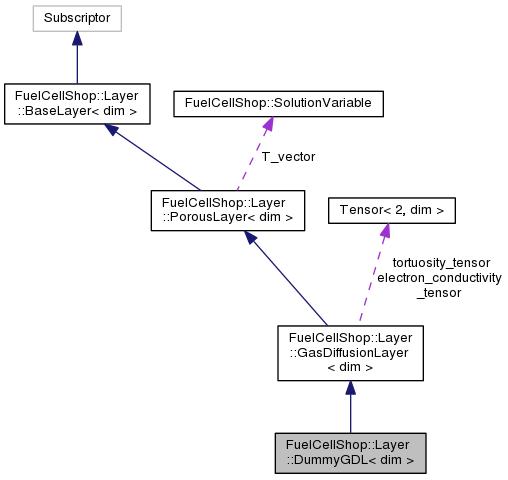 Subscriptor
FuelCellShop::Layer
::BaseLayer< dim >
FuelCellShop::SolutionVariable
T_vector
FuelCellShop::Layer
::PorousLayer< dim >
Tensor< 2, dim >
tortuosity_tensor
electron_conductivity
_tensor
FuelCellShop::Layer
::GasDiffusionLayer
< dim >
FuelCellShop::Layer
::DummyGDL< dim >